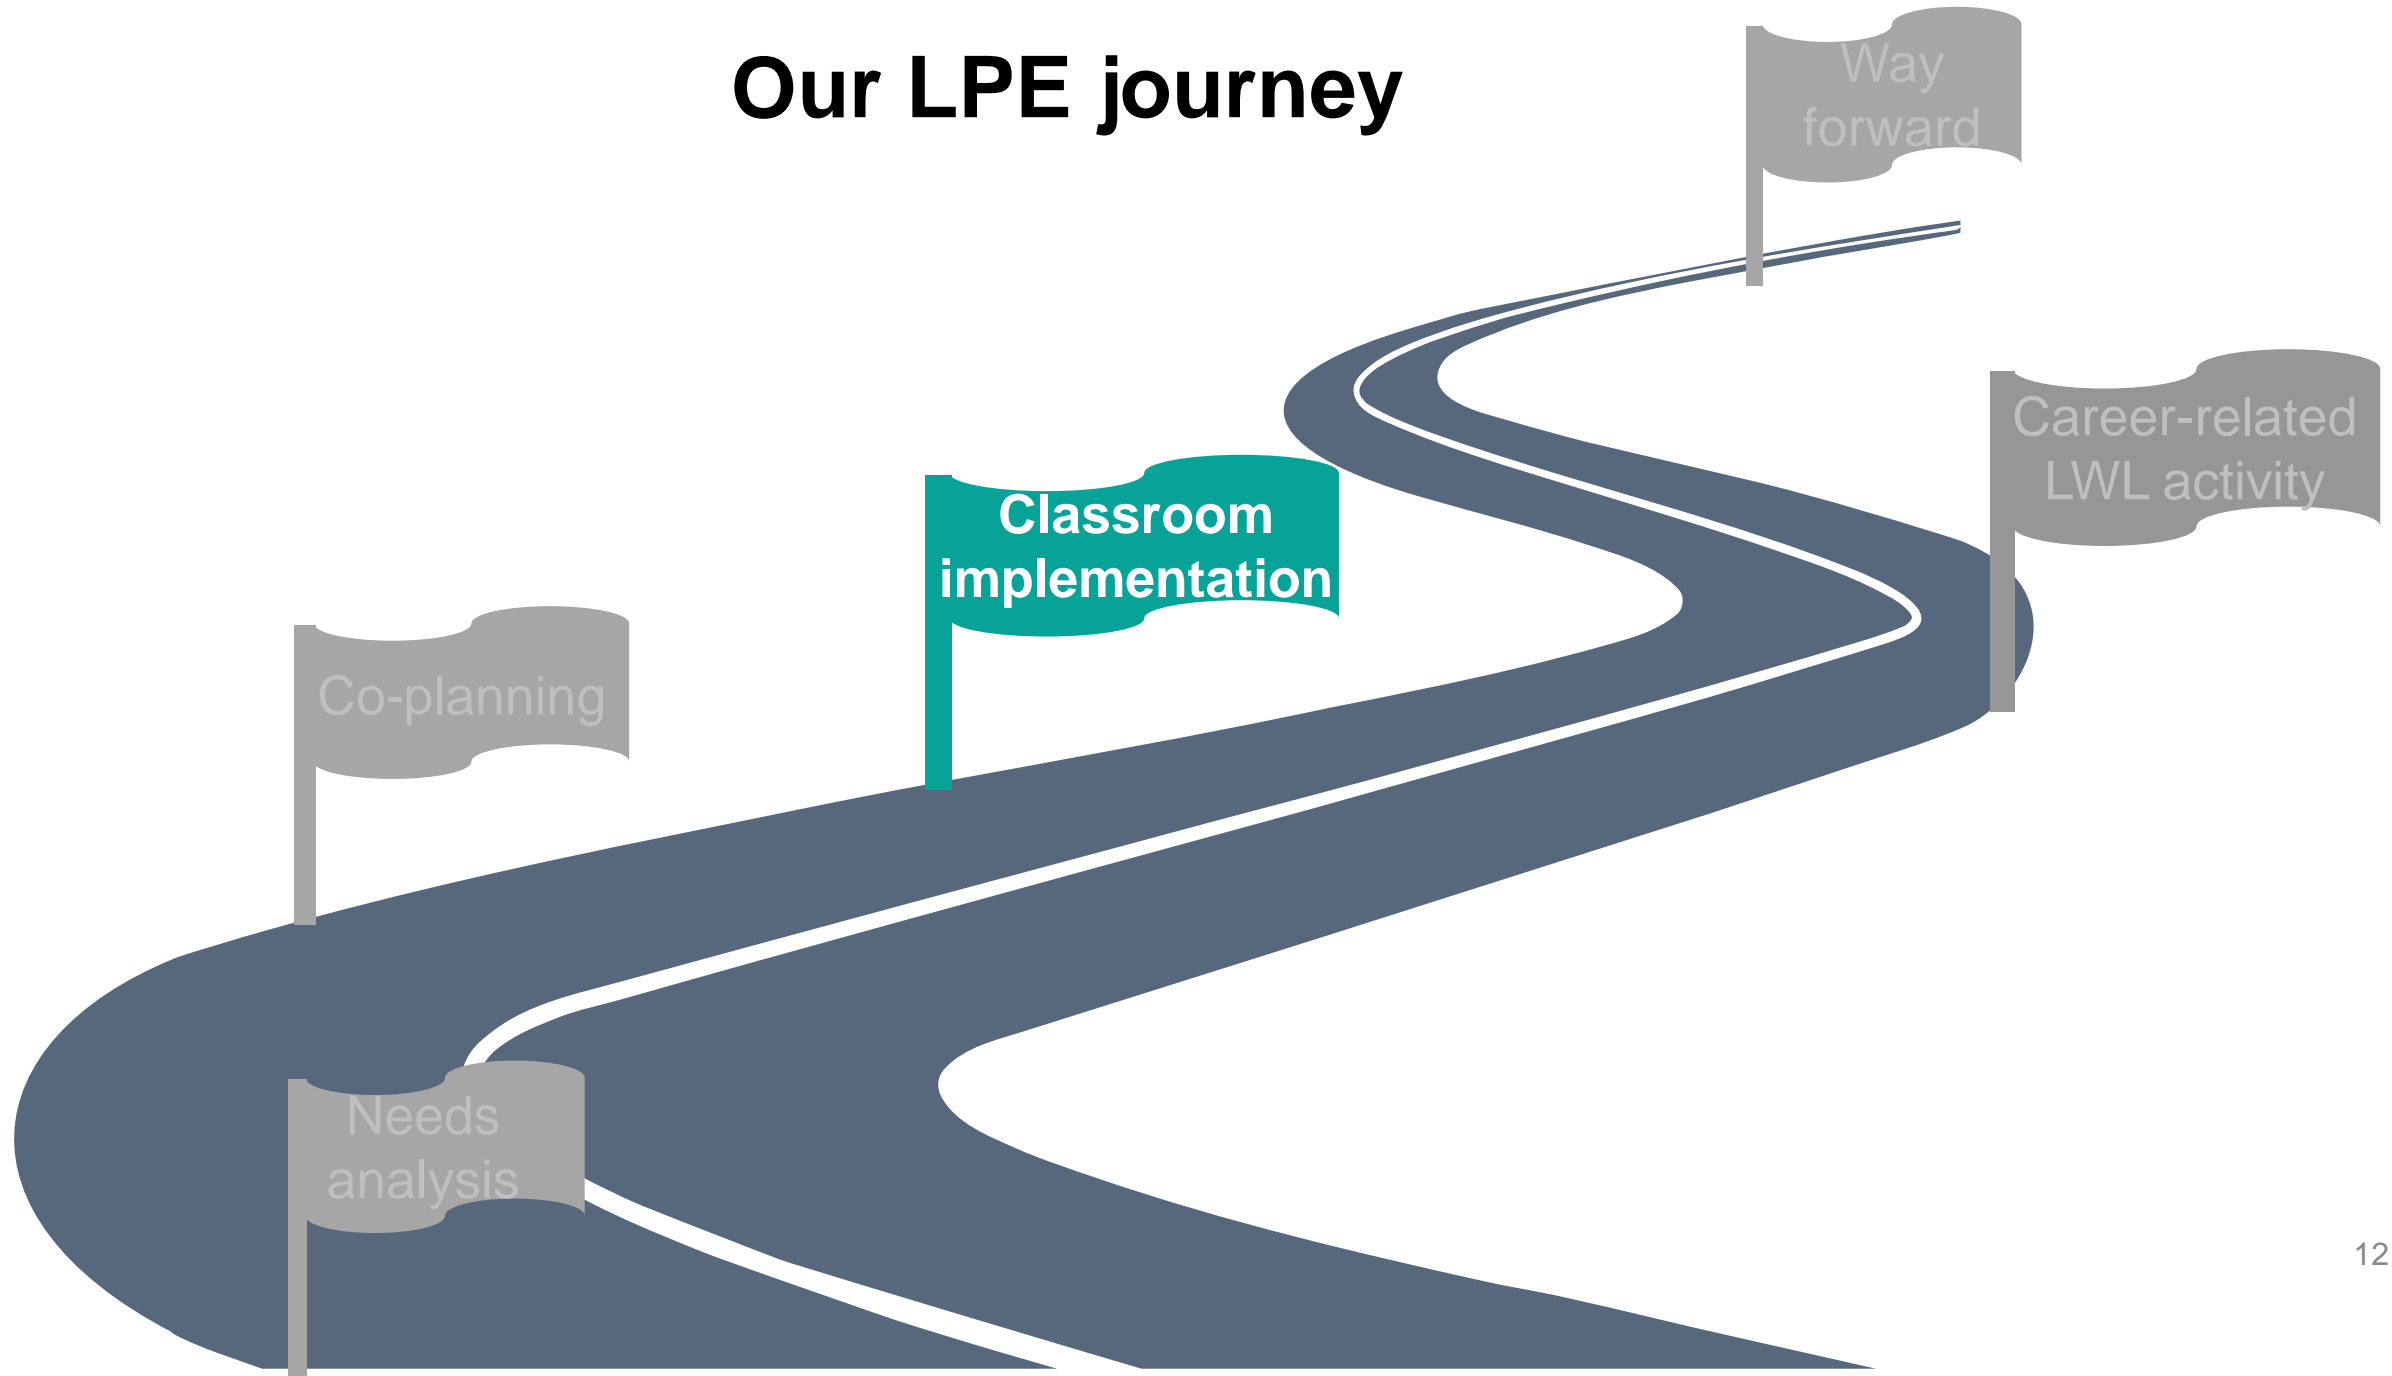 Our LPE journey
Way
forward
Career-related
LWL activity
Classroom
implementation
Co-planning
Needs
analysis
12